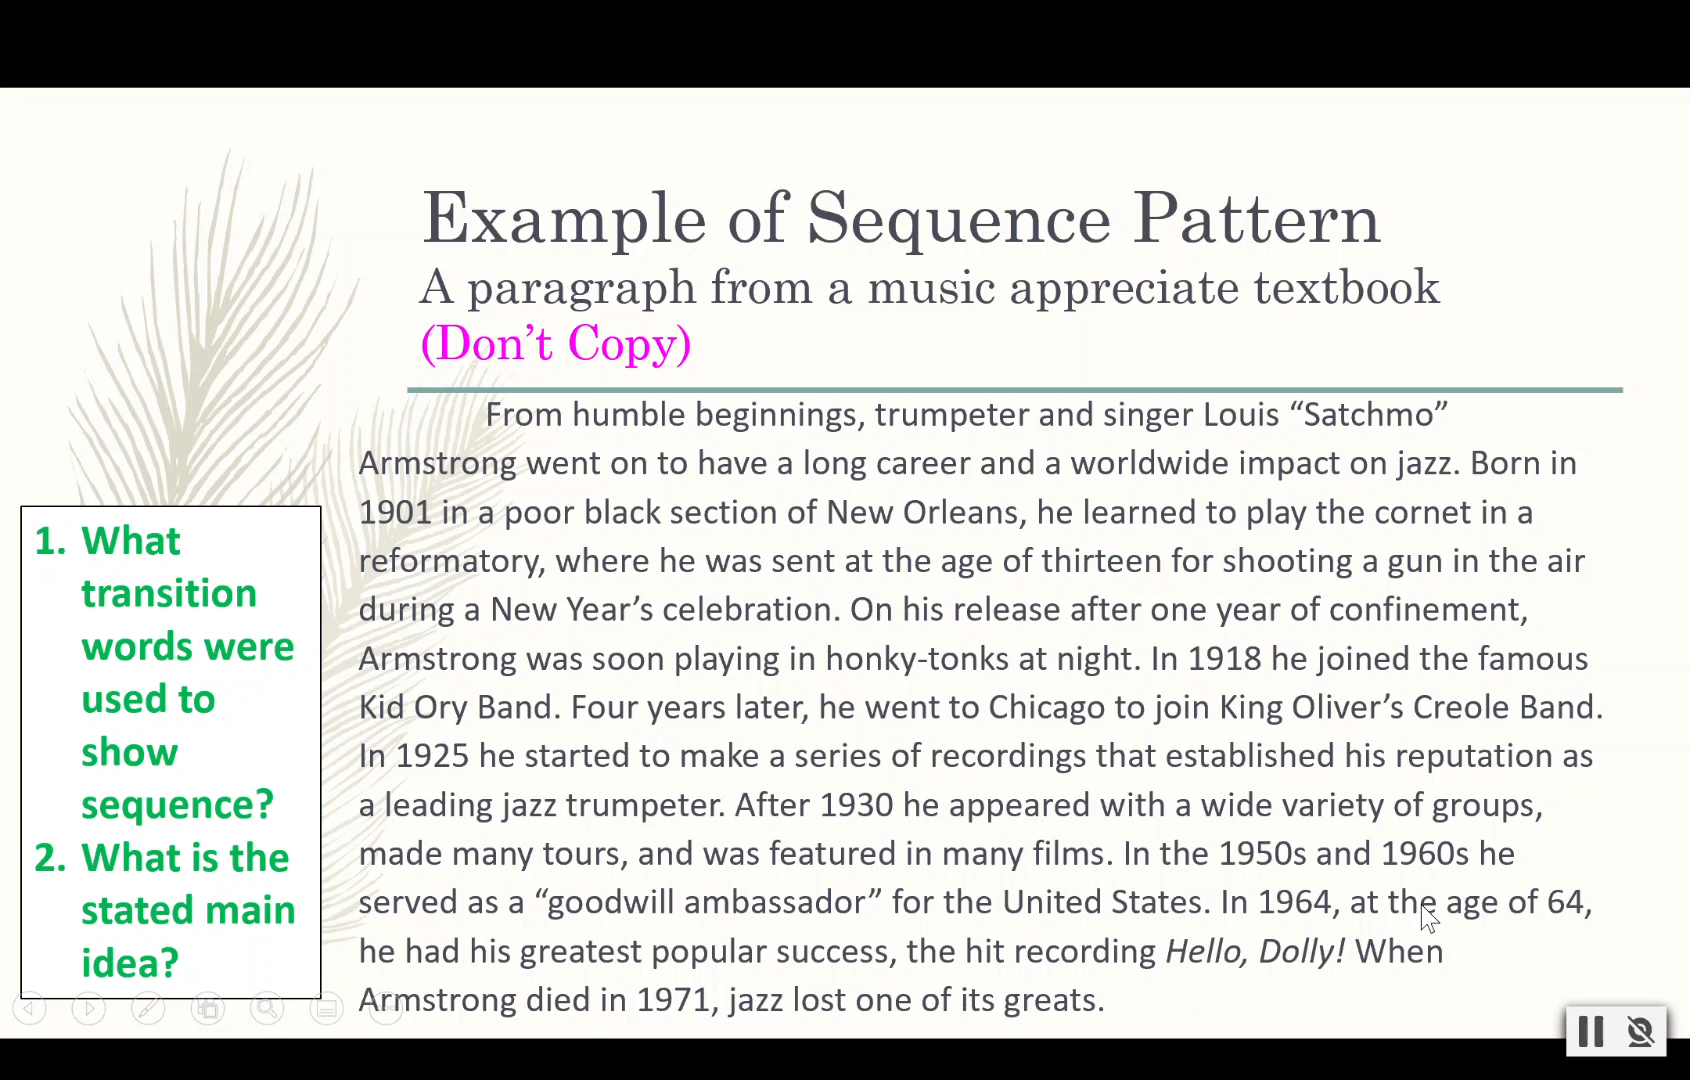 Example of Sequence Pattern
A paragraph from a music appreciate textbook
(Don’t Copy)
From humble beginnings, trumpeter and singer Louis “Satchmo”
Armstrong went on to have a long career and a worldwide impact on jazz. Born in
1901 in a poor black section of New Orleans, he learned to play the cornet in a
reformatory, where he was sent at the age of thirteen for shooting a gun in the air
during a New Year’s celebration. On his release after one year of confinement,
Armstrong was soon playing in honky-tonks at night. In 1918 he joined the famous
Kid Ory Band. Four years later, he went to Chicago to join King Oliver’s Creole Band.
In 1925 he started to make a series of recordings that established his reputation as
a leading jazz trumpeter. After 1930 he appeared with a wide variety of groups,
made many tours, and was featured in many films. In the 1950s and 1960s he
served as a “goodwill ambassador” for the United States. In 1964, at the age of 64,
he had his greatest popular success, the hit recording Hello, Dolly! When
Armstrong died in 1971, jazz lost one of its greats.
1. What
transition
words were
used to
show
sequence?
2. What is the
stated main
idea?